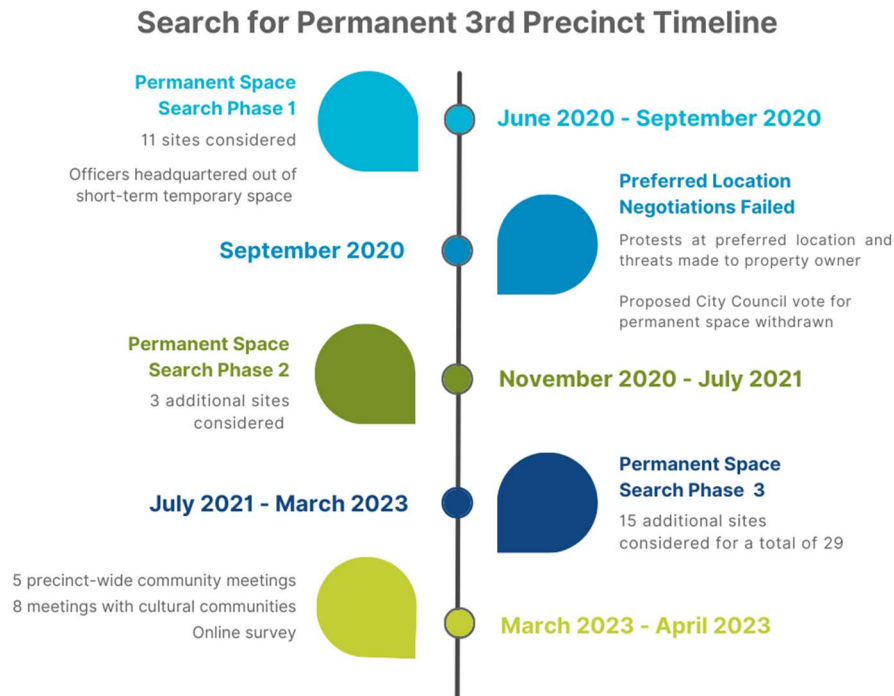 Search for Permanent 3rd Precinct Timeline
Permanent Space
Search Phase 1
11 sites considered
Officers headquartered out of
short-term temporary space
June 2020 - September 2020
September 2020
Preferred Location
Negotiations Failed
Protests at preferred location and
threats made to property owner
Proposed City Council vote for
permanent space withdrawn
Permanent Space
Search Phase 2
3 additional sites
considered
November 2020 - July 2021
July 2021 - March 2023
Permanent Space
Search Phase 3
15 additional sites
considered for a total of 29
5 precinct-wide community meetings
8 meetings with cultural communities
Online survey
March 2023 - April 2023